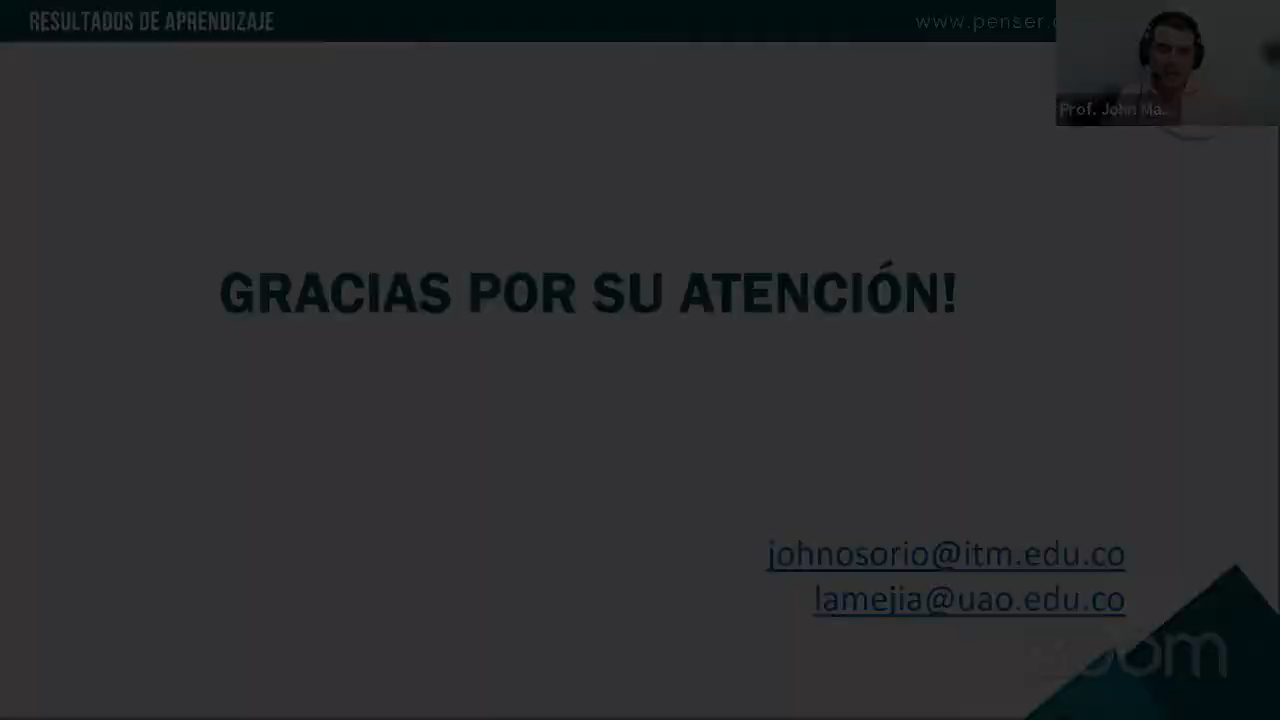 RESULTADOS DE APRENDIZAJE
www.penser.
Prof. John Ma...
GRACIAS POR SU ATENCIÓN!
johnosorio@itm.edu.co
lamejia@uao.edu.co
zoom